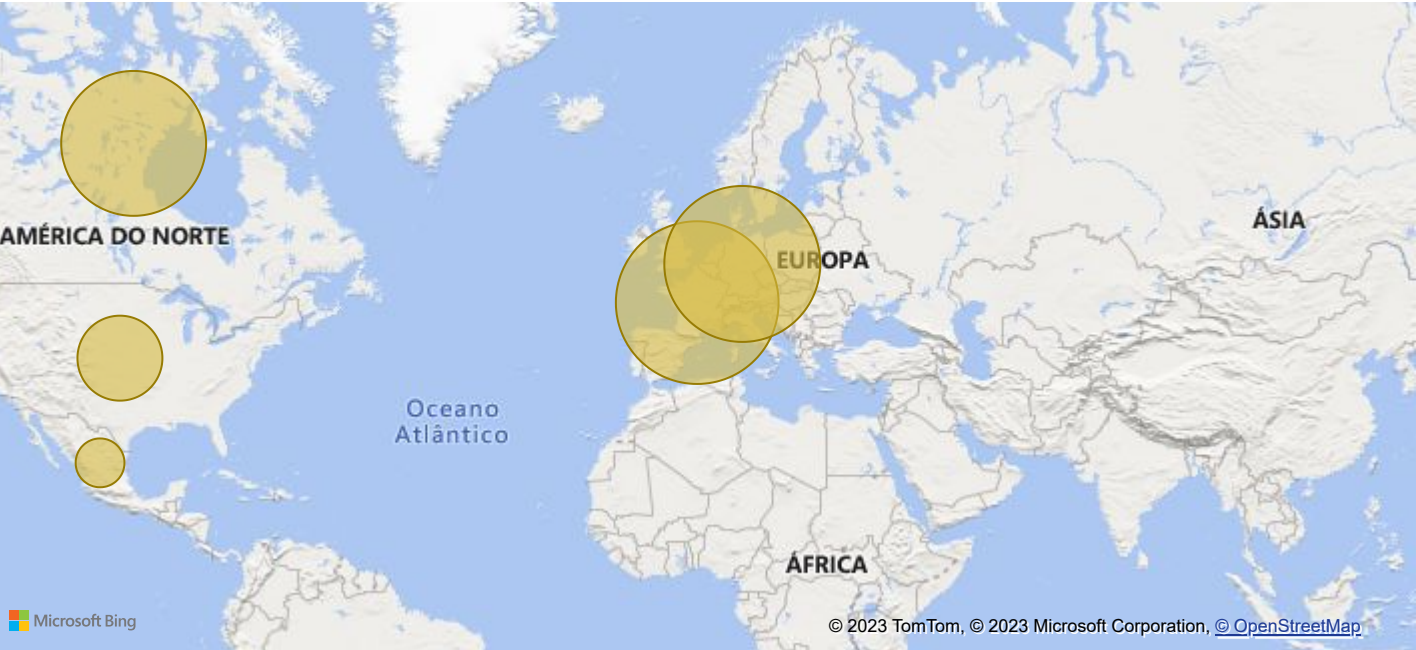 AMÉRICA DO NORTE
ÁSIA
EUROPA
Oceano
Atlântico
ÁFRICA
Microsoft Bing
© 2023 TomTom, © 2023 Microsoft Corporation, © OpenStreetMap